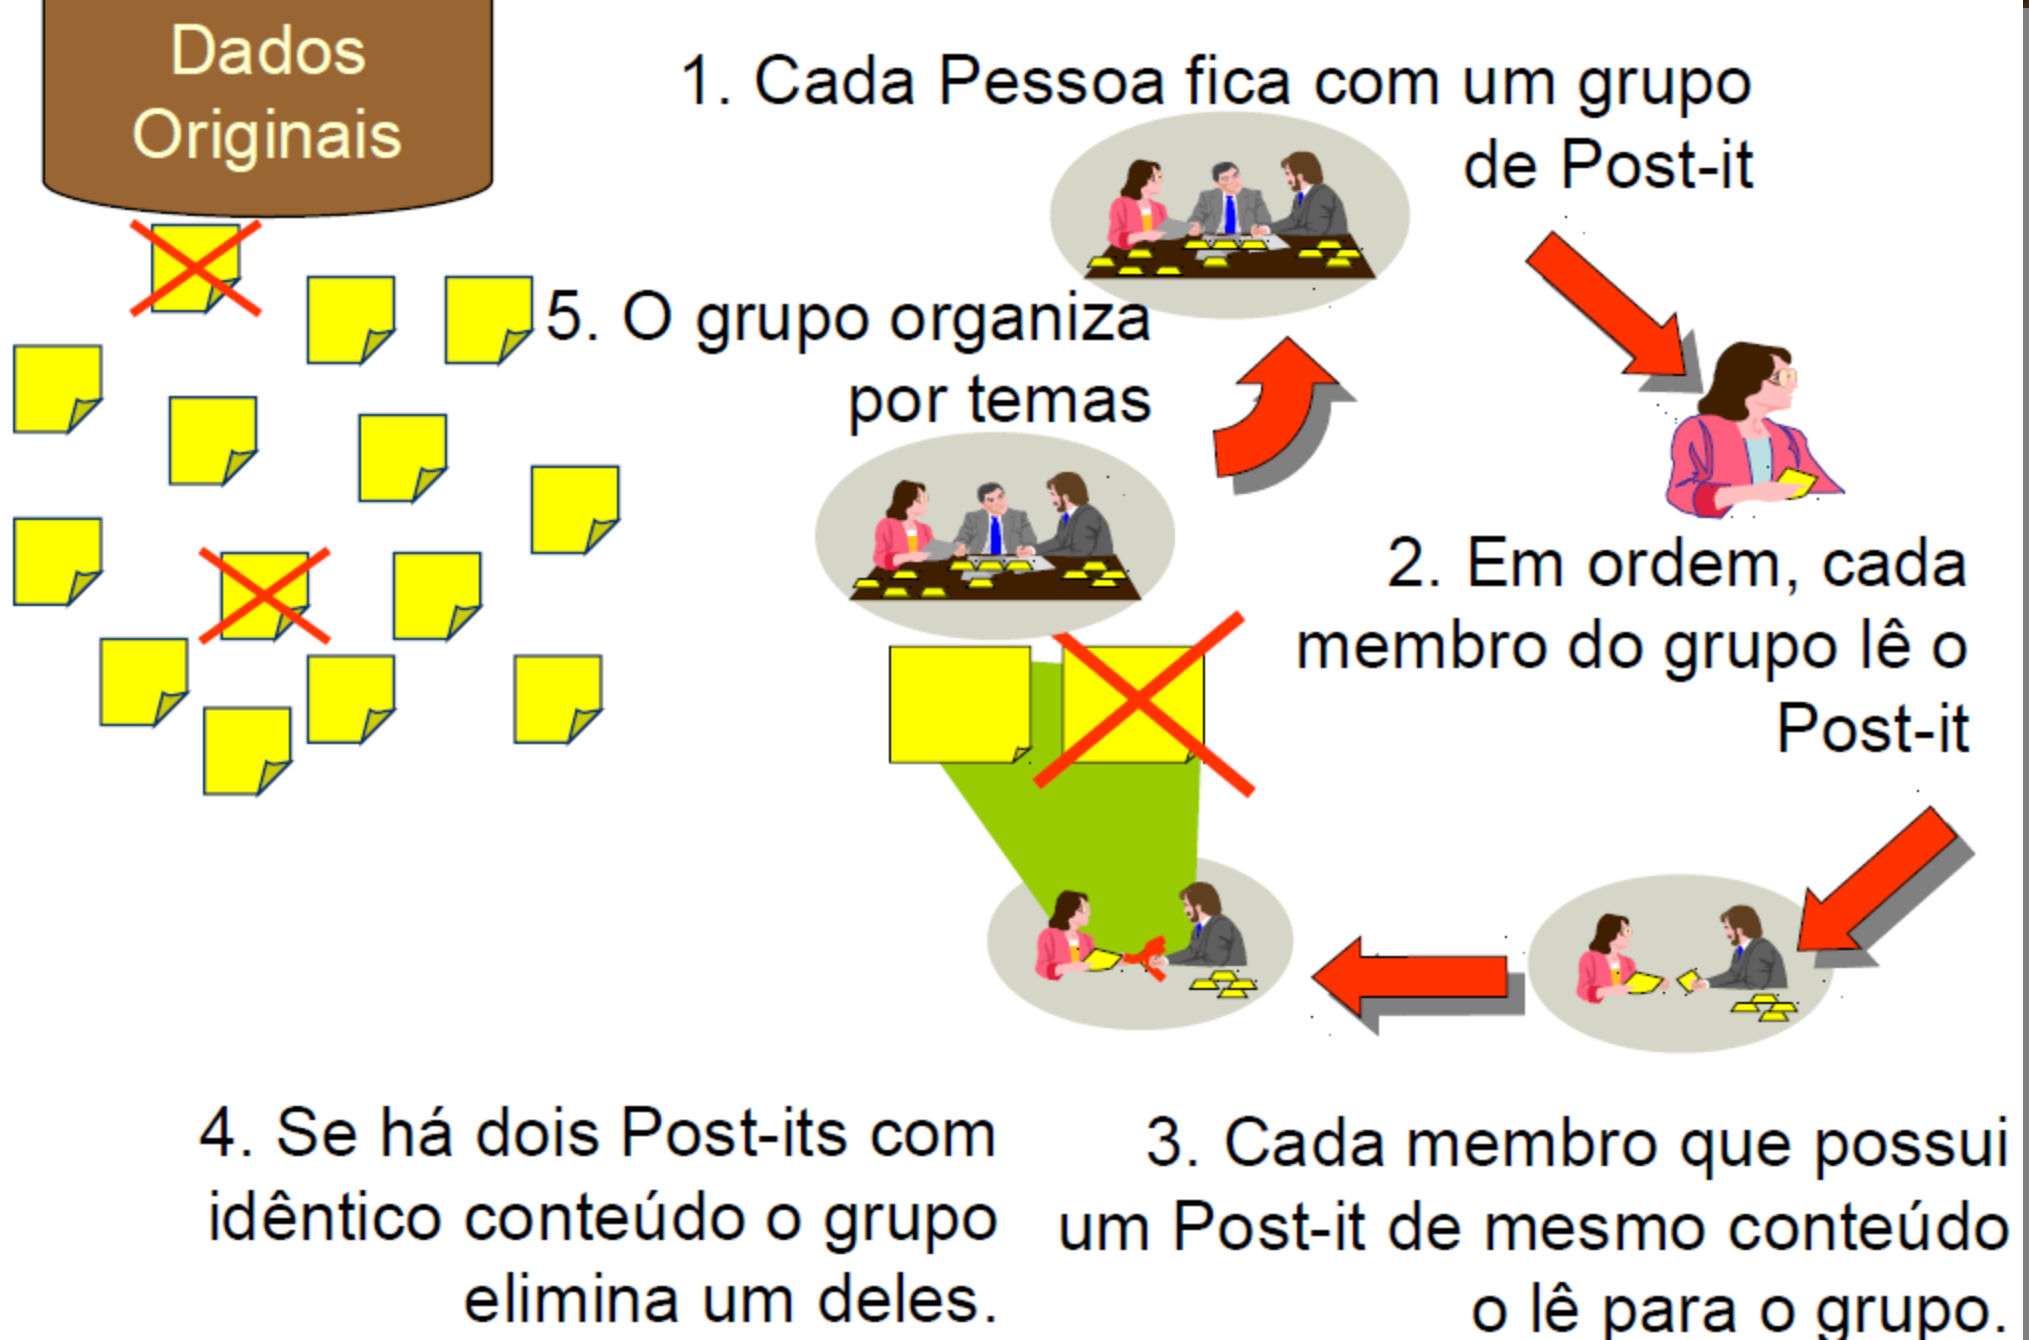 Dados
Originais
1. Cada Pessoa fica com um grupo
de Post-it
5. O grupo organiza
por temas
2. Em ordem, cada
membro do grupo lê o
Post-it
4. Se há dois Post-its com
idêntico conteúdo o grupo
elimina um deles.
3. Cada membro que possui
um Post-it de mesmo conteúdo
o lê para o grupo.